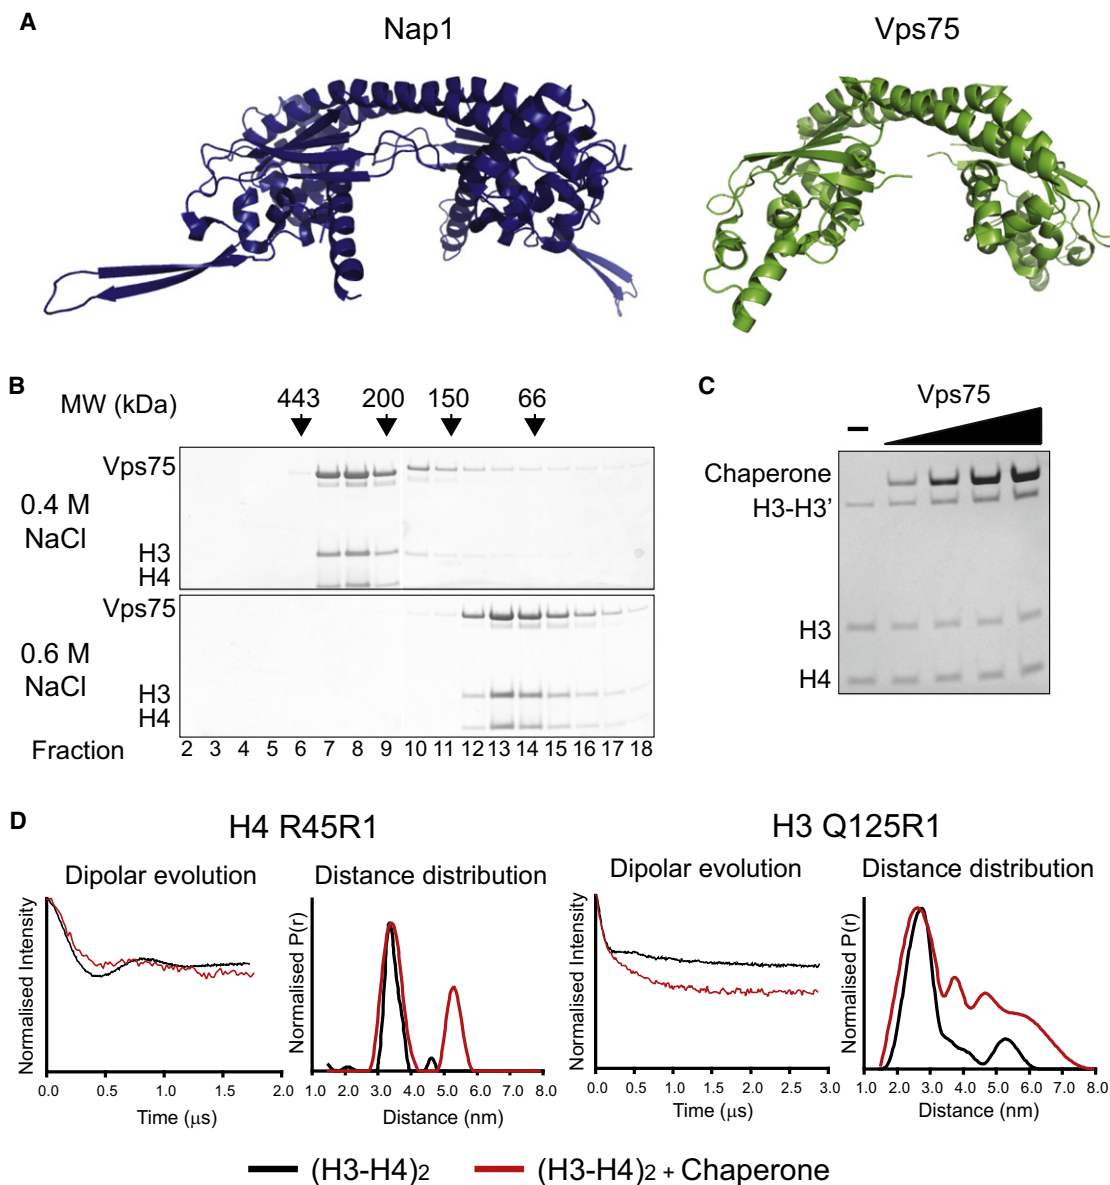 A
Nap1
Vps75
B
MW (kDa)
443
200
150
66
Vps75
0.4 M
NaCl
H3
H4
Vps75
0.6 M
NaCl
H3
H4
Fraction
2 3 4 5 6 7 8 9 10 11 12 13 14 15 16 17 18
C
Vps75
–
Chaperone
H3-H3'
H3
H4
D
H4 R45R1
H3 Q125R1
Dipolar evolution
Distance distribution
Dipolar evolution
Distance distribution
Normalised Intensity
0.0 0.5 1.0 1.5 2.0
Time (μs)
Normalised P(r)
1.0 2.0 3.0 4.0 5.0 6.0 7.0 8.0
Distance (nm)
Normalised Intensity
0.0 0.5 1.0 1.5 2.0 2.5 3.0
Time (μs)
Normalised P(r)
1.0 2.0 3.0 4.0 5.0 6.0 7.0 8.0
Distance (nm)
(H3-H4)2
(H3-H4)2 + Chaperone